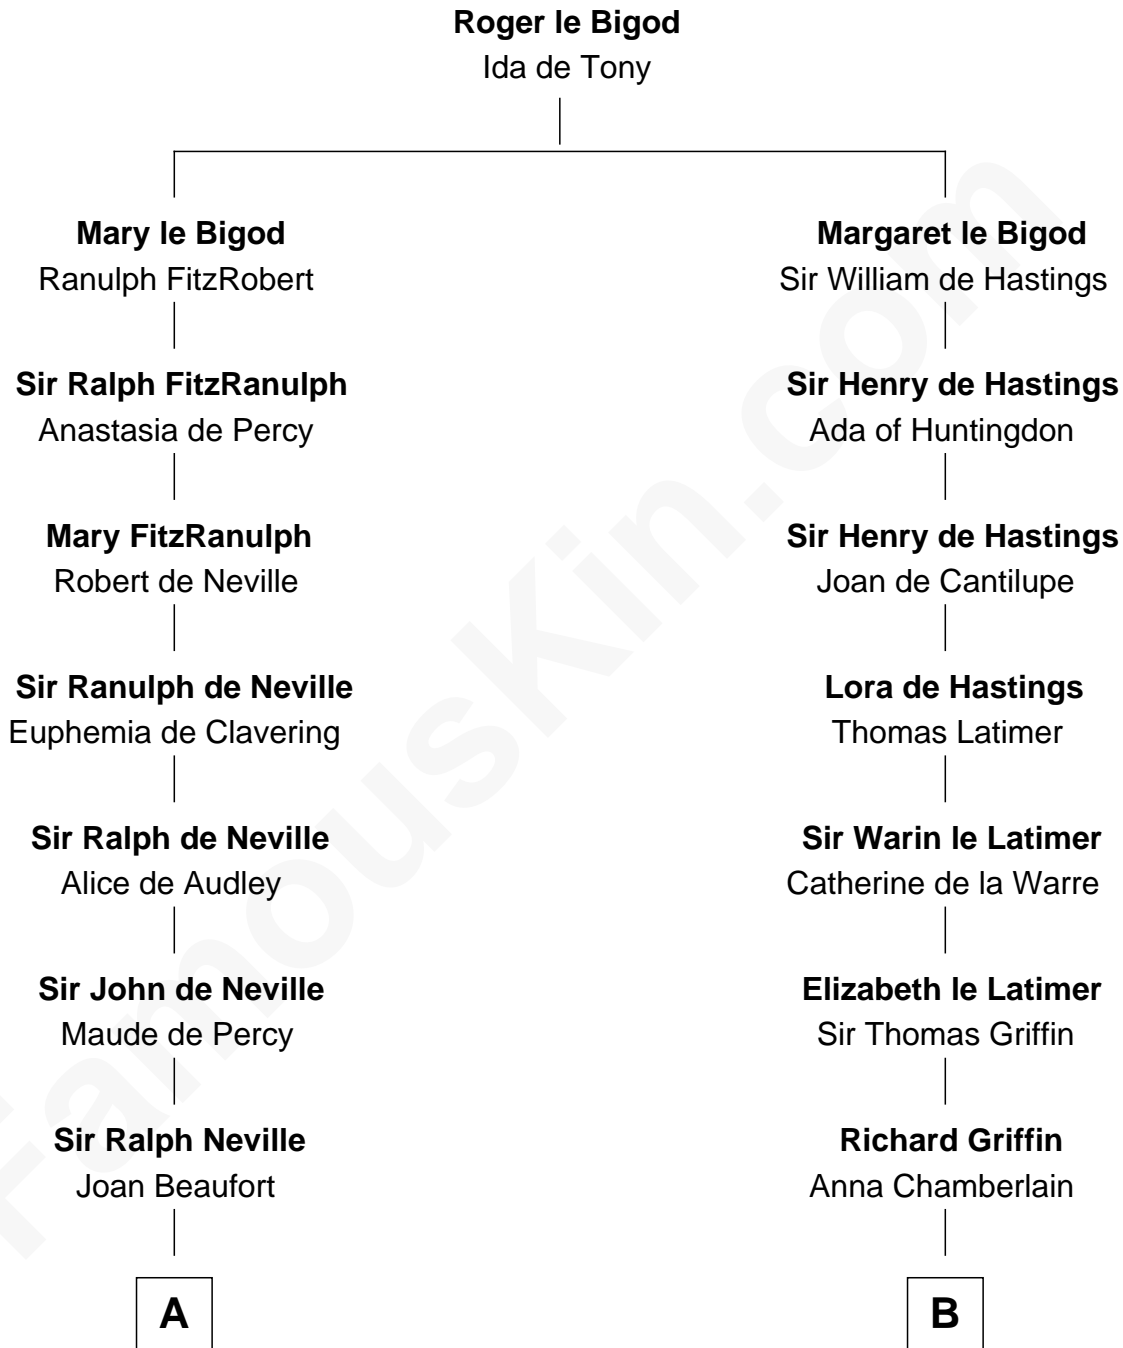 Roger le Bigod
Ida de Tony
Mary le Bigod
Ranulph FitzRobert
Margaret le Bigod
Sir William de Hastings
Sir Ralph FitzRanulph
Anastasia de Percy
Sir Henry de Hastings
Ada of Huntingdon
Mary FitzRanulph
Robert de Neville
Sir Henry de Hastings
Joan de Cantilupe
Sir Ranulph de Neville
Euphemia de Clavering
Lora de Hastings
Thomas Latimer
Sir Ralph de Neville
Alice de Audley
Sir Warin le Latimer
Catherine de la Warre
Sir John de Neville
Maude de Percy
Elizabeth le Latimer
Sir Thomas Griffin
Sir Ralph Neville
Joan Beaufort
Richard Griffin
Anna Chamberlain
A
B
FamousKin.com